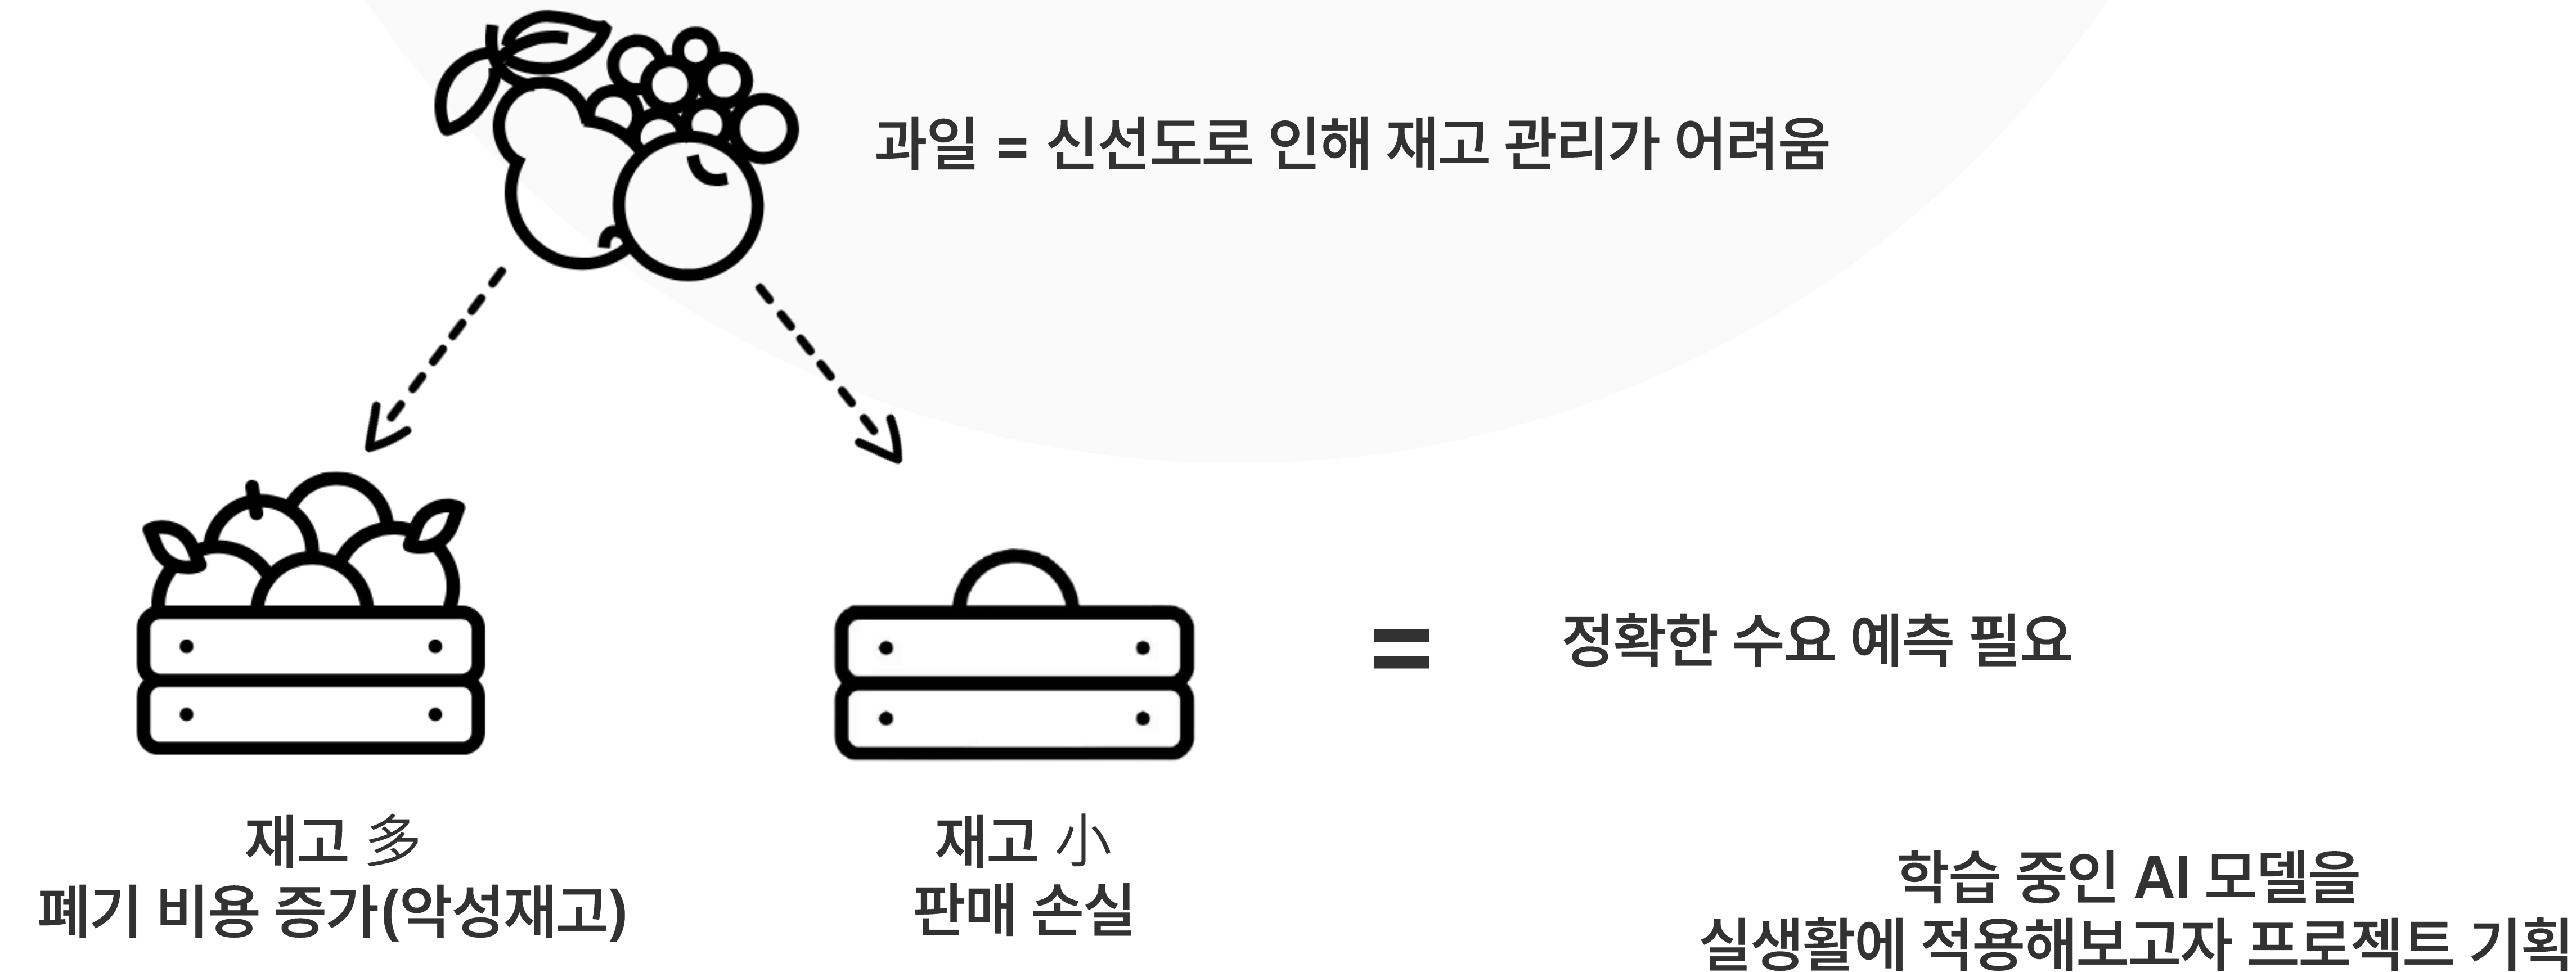 과일 = 신선도로 인해 재고 관리가 어려움
= 정확한 수요 예측 필요
재고 多
폐기 비용 증가(악성재고)
재고 小
판매 손실
학습 중인 AI 모델을
실생활에 적용해보고자 프로젝트 기획